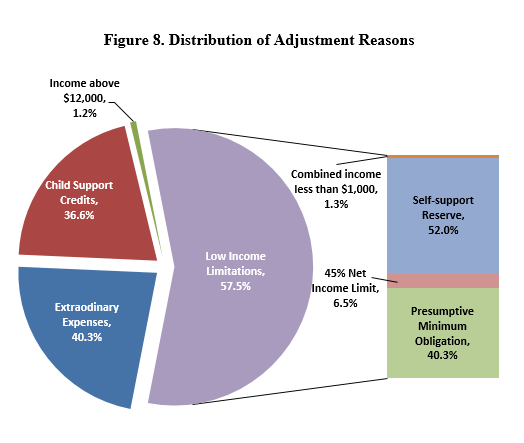 Figure 8. Distribution of Adjustment Reasons
Income above
$12,000,
1.2%
Child Support
Credits,
36.6%
Extraodinary
Expenses,
40.3%
Low Income
Limitations,
57.5%
Combined income
less than $1,000,
1.3%
45% Net
Income Limit,
6.5%
Self-support
Reserve,
52.0%
Presumptive
Minimum
Obligation,
40.3%